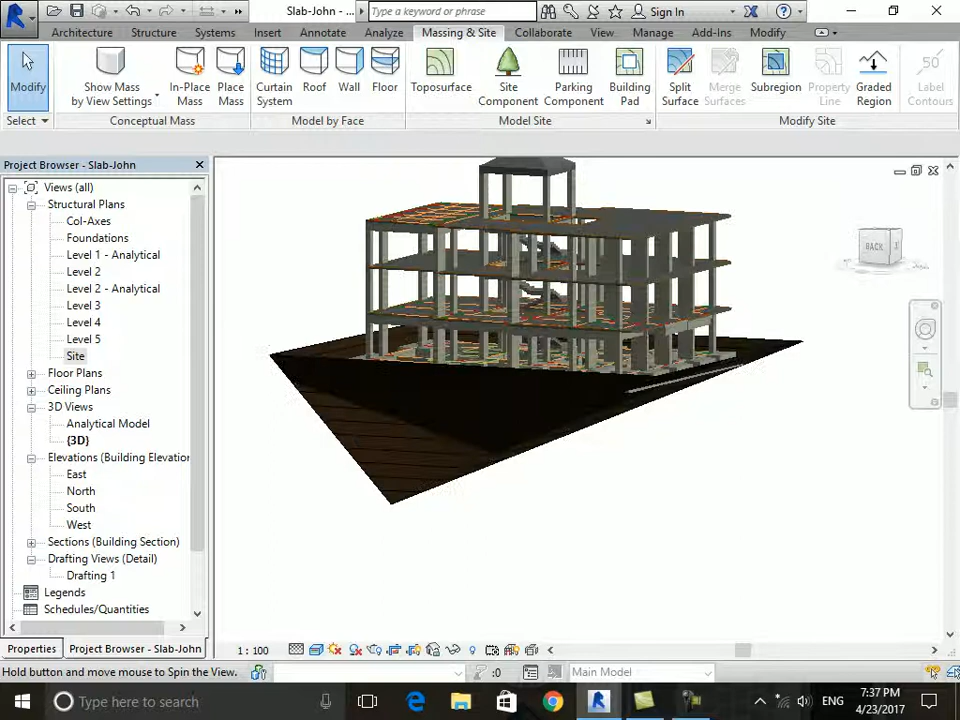 Slab-John - ...
Type a keyword or phrase
Sign In
Architecture Structure Systems Insert Annotate Analyze Massing & Site Collaborate View Manage Add-Ins Modify
Modify
Show Mass
by View Settings
In-Place
Mass
Place
Mass
Curtain
System
Roof
Wall
Floor
Toposurface
Site
Component
Parking
Component
Building
Pad
Split
Surface
Merge
Surfaces
Subregion
Property
Line
Graded
Region
50
Label
Contours
Select
Conceptual Mass
Model by Face
Model Site
Modify Site
Project Browser - Slab-John
Views (all)
Structural Plans
Col-Axes
Foundations
Level 1 - Analytical
Level 2
Level 2 - Analytical
Level 3
Level 4
Level 5
Site
Floor Plans
Ceiling Plans
3D Views
Analytical Model
{3D}
Elevations (Building Elevation
East
North
South
West
Sections (Building Section)
Drafting Views (Detail)
Drafting 1
Legends
Schedules/Quantities
BACK
Properties
Project Browser - Slab-John
1 : 100
Hold button and move mouse to Spin the View.
:0
Main Model
Type here to search
ENG
7:37 PM
4/23/2017